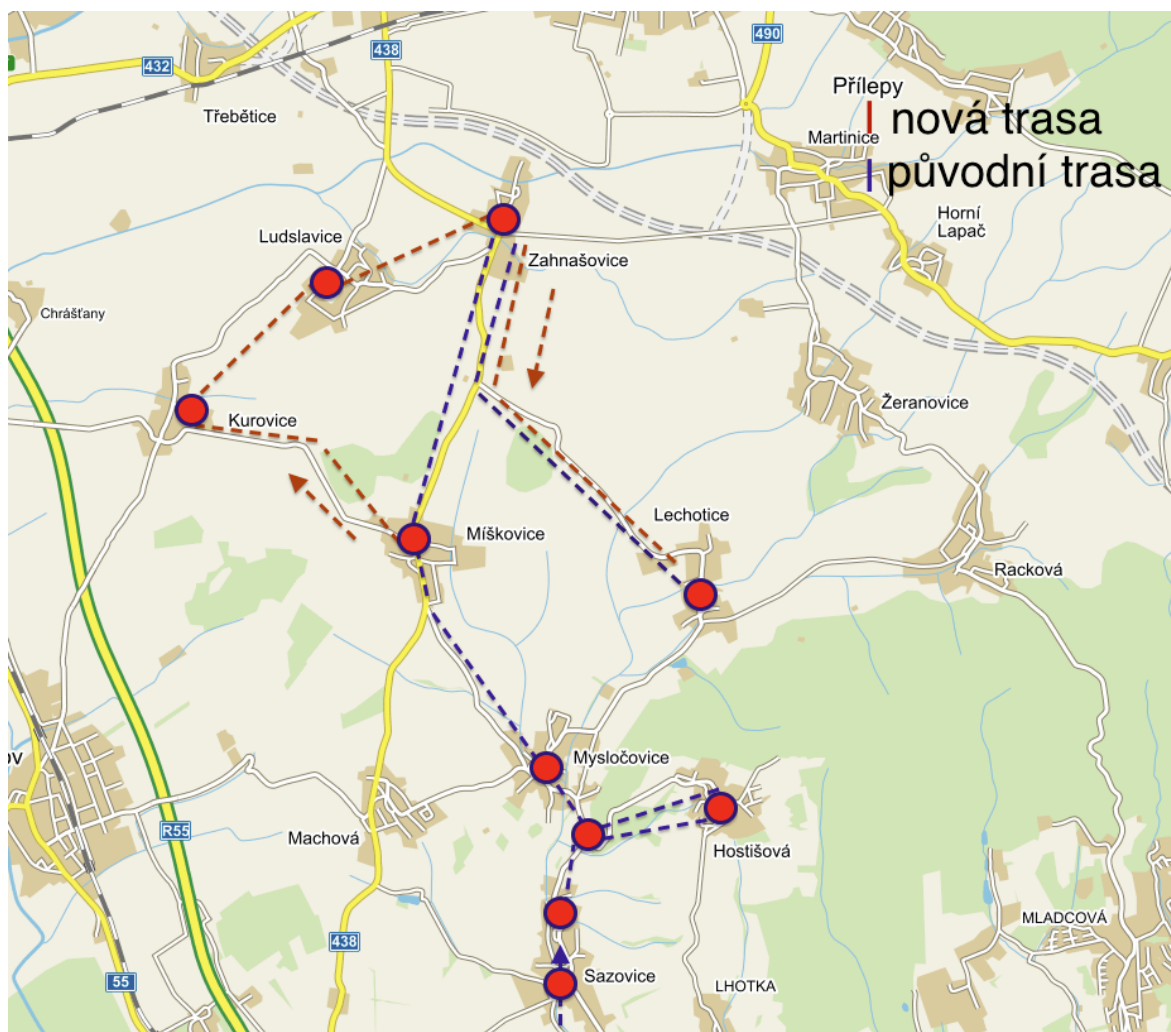 490
438
432
Přílepy
nová trasa
Třebětice
Martinice
původní trasa
Horní
Lapač
Ludslavice
Zahnašovice
Chrášťany
Žeranovice
Kurovice
Lechotice
Míškovice
Racková
Mysločovice
OV
R55
Machová
Hostišová
MLADCOVÁ
438
Sazovice
55
LHOTKA